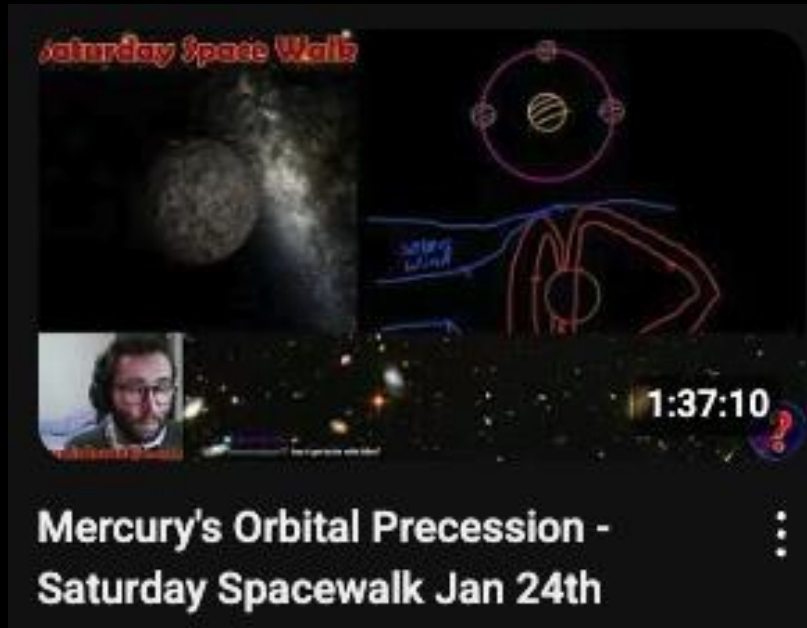 Saturday Space Walk
solar
wind
1:37:10
?
Mercury's Orbital Precession -
Saturday Spacewalk Jan 24th